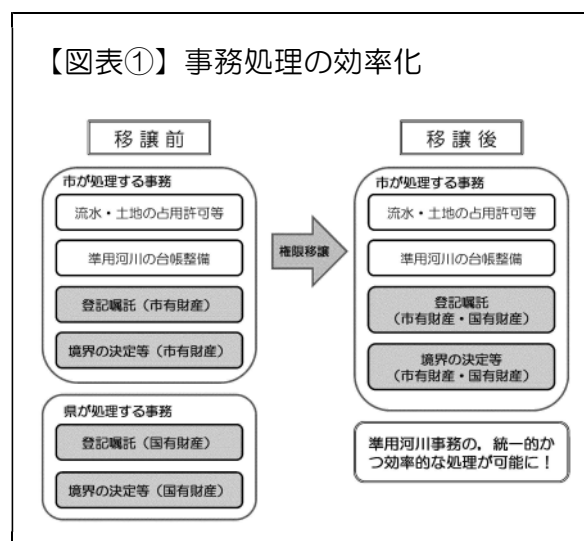 【図表①】事務処理の効率化
移譲前
市が処理する事務
流水・土地の占用許可等
準用河川の台帳整備
登記嘱託（市有財産）
境界の決定等（市有財産）
県が処理する事務
登記嘱託（国有財産）
境界の決定等（国有財産）
権限移譲
移譲後
市が処理する事務
流水・土地の占用許可等
準用河川の台帳整備
登記嘱託
（市有財産・国有財産）
境界の決定等
（市有財産・国有財産）
準用河川事務の，統一的か
つ効率的な処理が可能に！